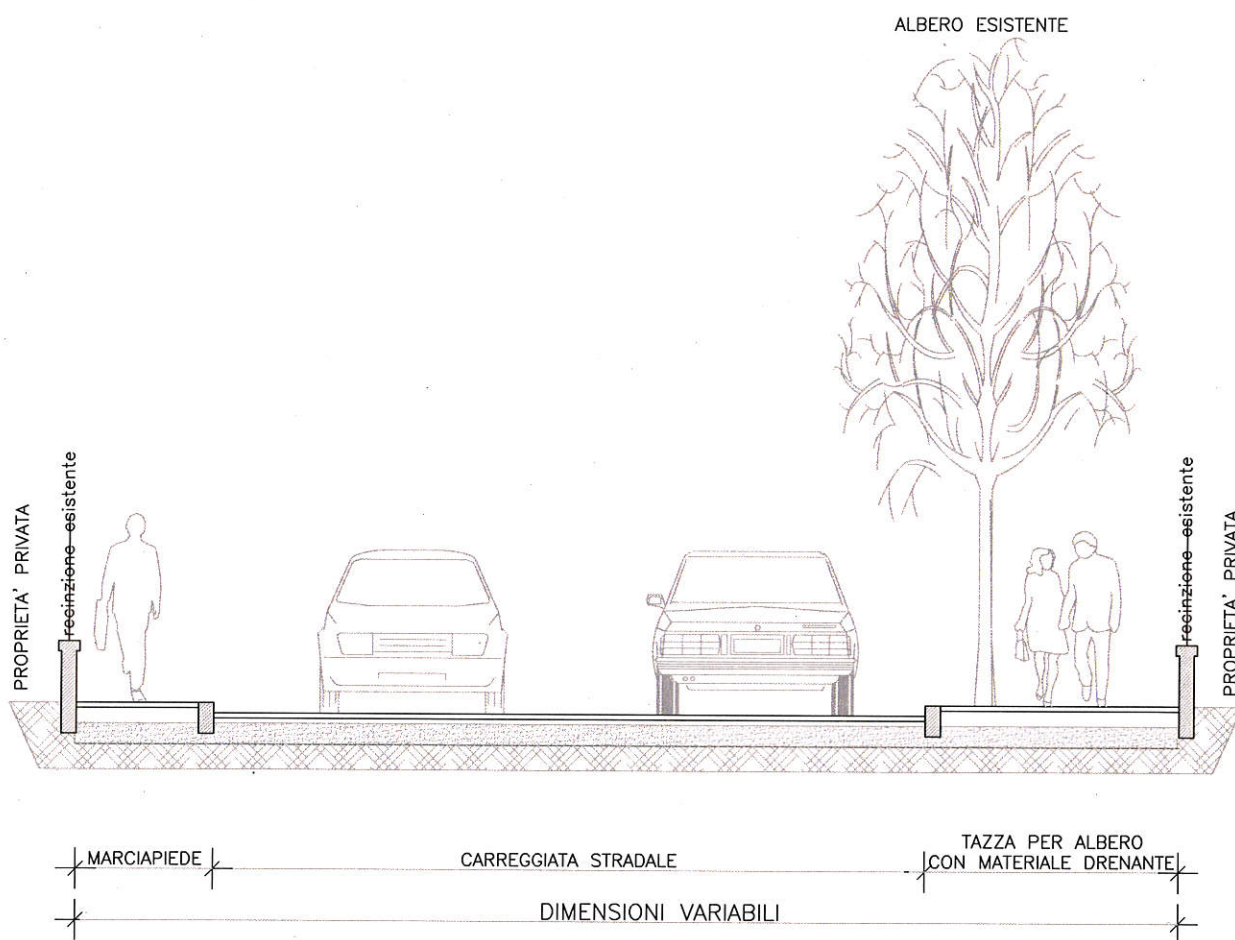 ALBERO ESISTENTE
PROPRIETA' PRIVATA
recinzione esistente
recinzione esistente
PROPRIETA' PRIVATA
MARCIAPIEDE
CARREGGIATA STRADALE
TAZZA PER ALBERO
CON MATERIALE DRENANTE
DIMENSIONI VARIABILI